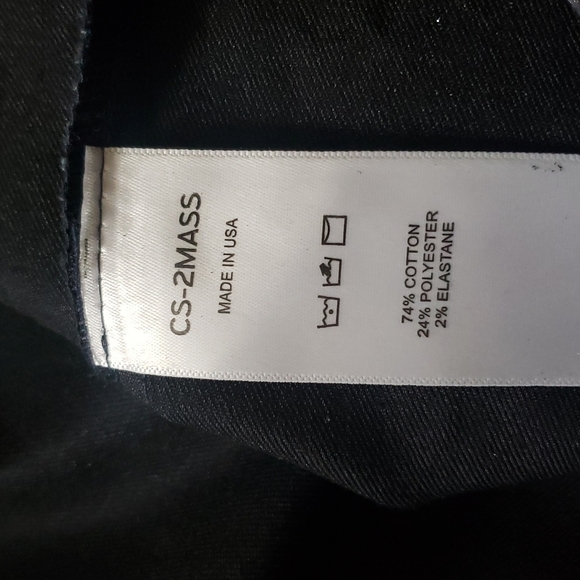 CS-2MASS
MADE IN USA
74% COTTON
24% POLYESTER
2% ELASTANE